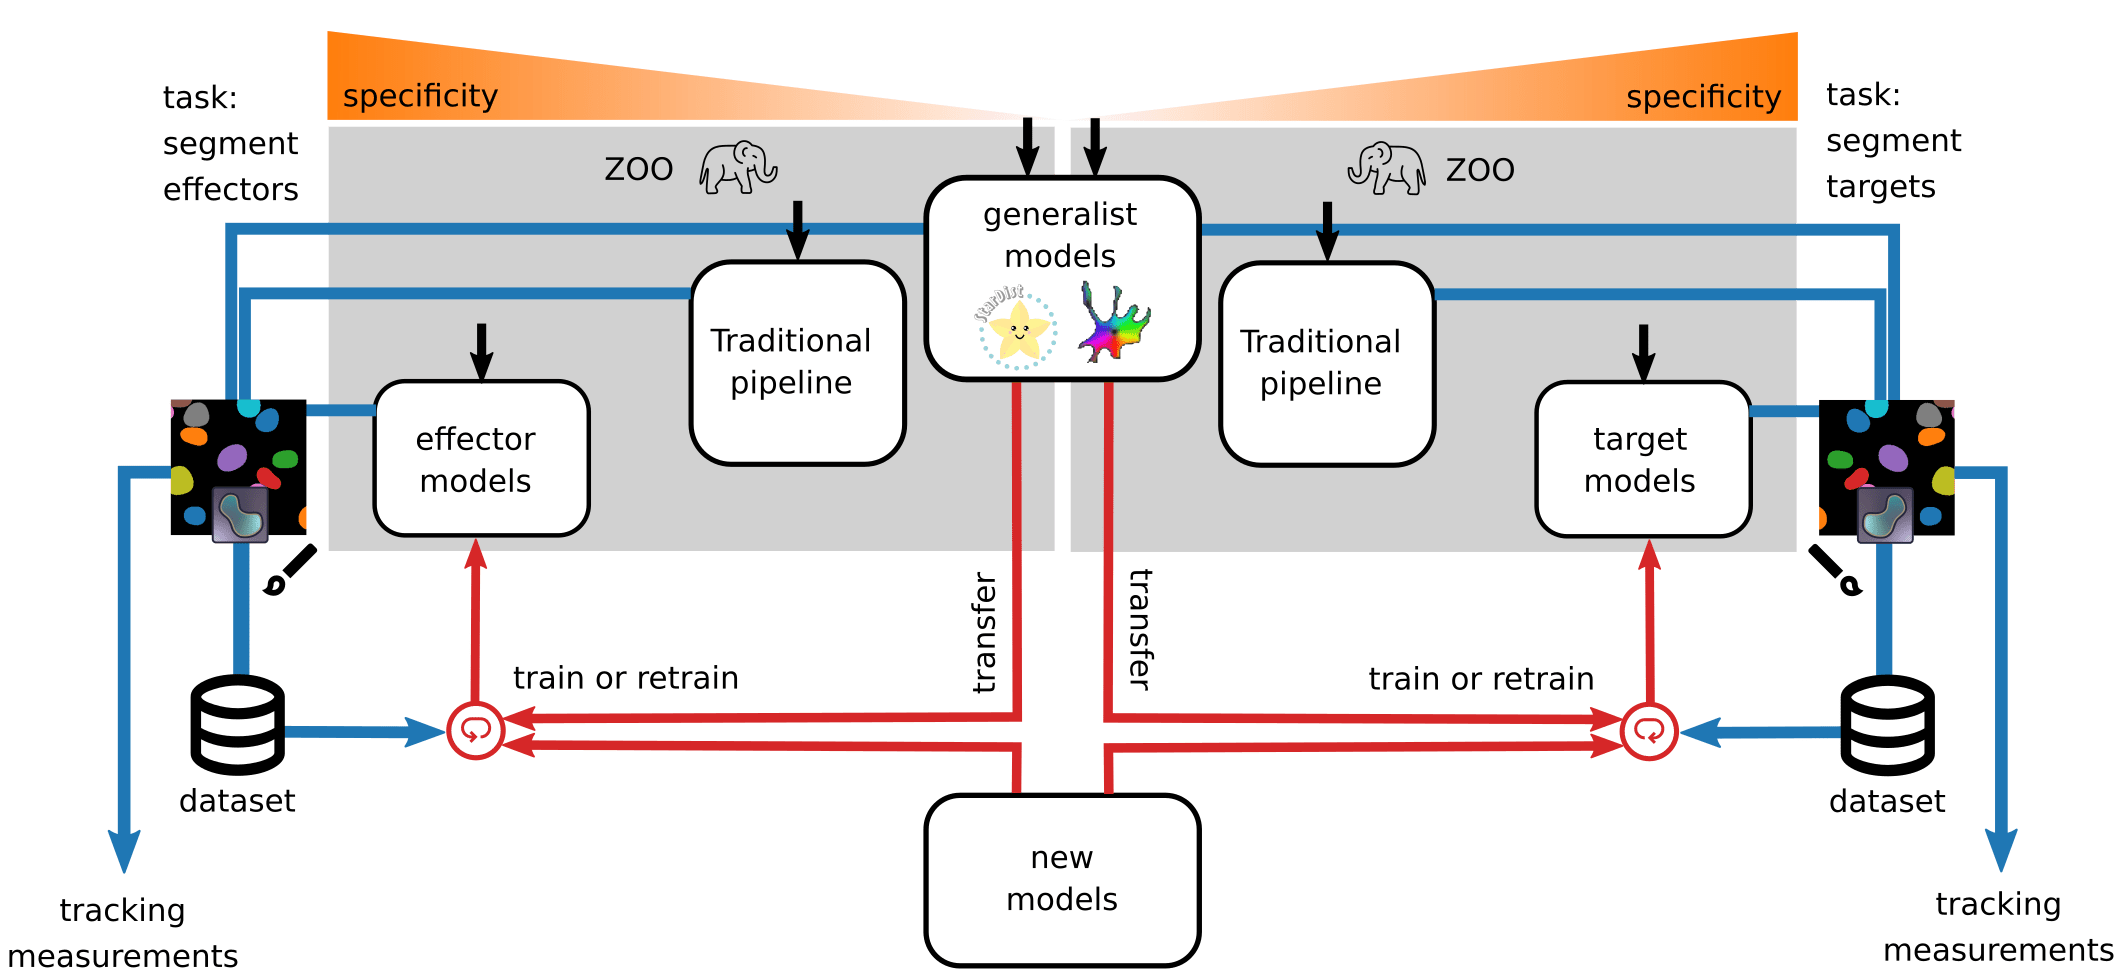 specificity
specificity
task:
segment
effectors
task:
segment
targets
ZOO
ZOO
generalist
models
StarDist
Traditional
pipeline
Traditional
pipeline
effector
models
target
models
transfer
transfer
train or retrain
train or retrain
dataset
dataset
new
models
tracking
measurements
tracking
measurements